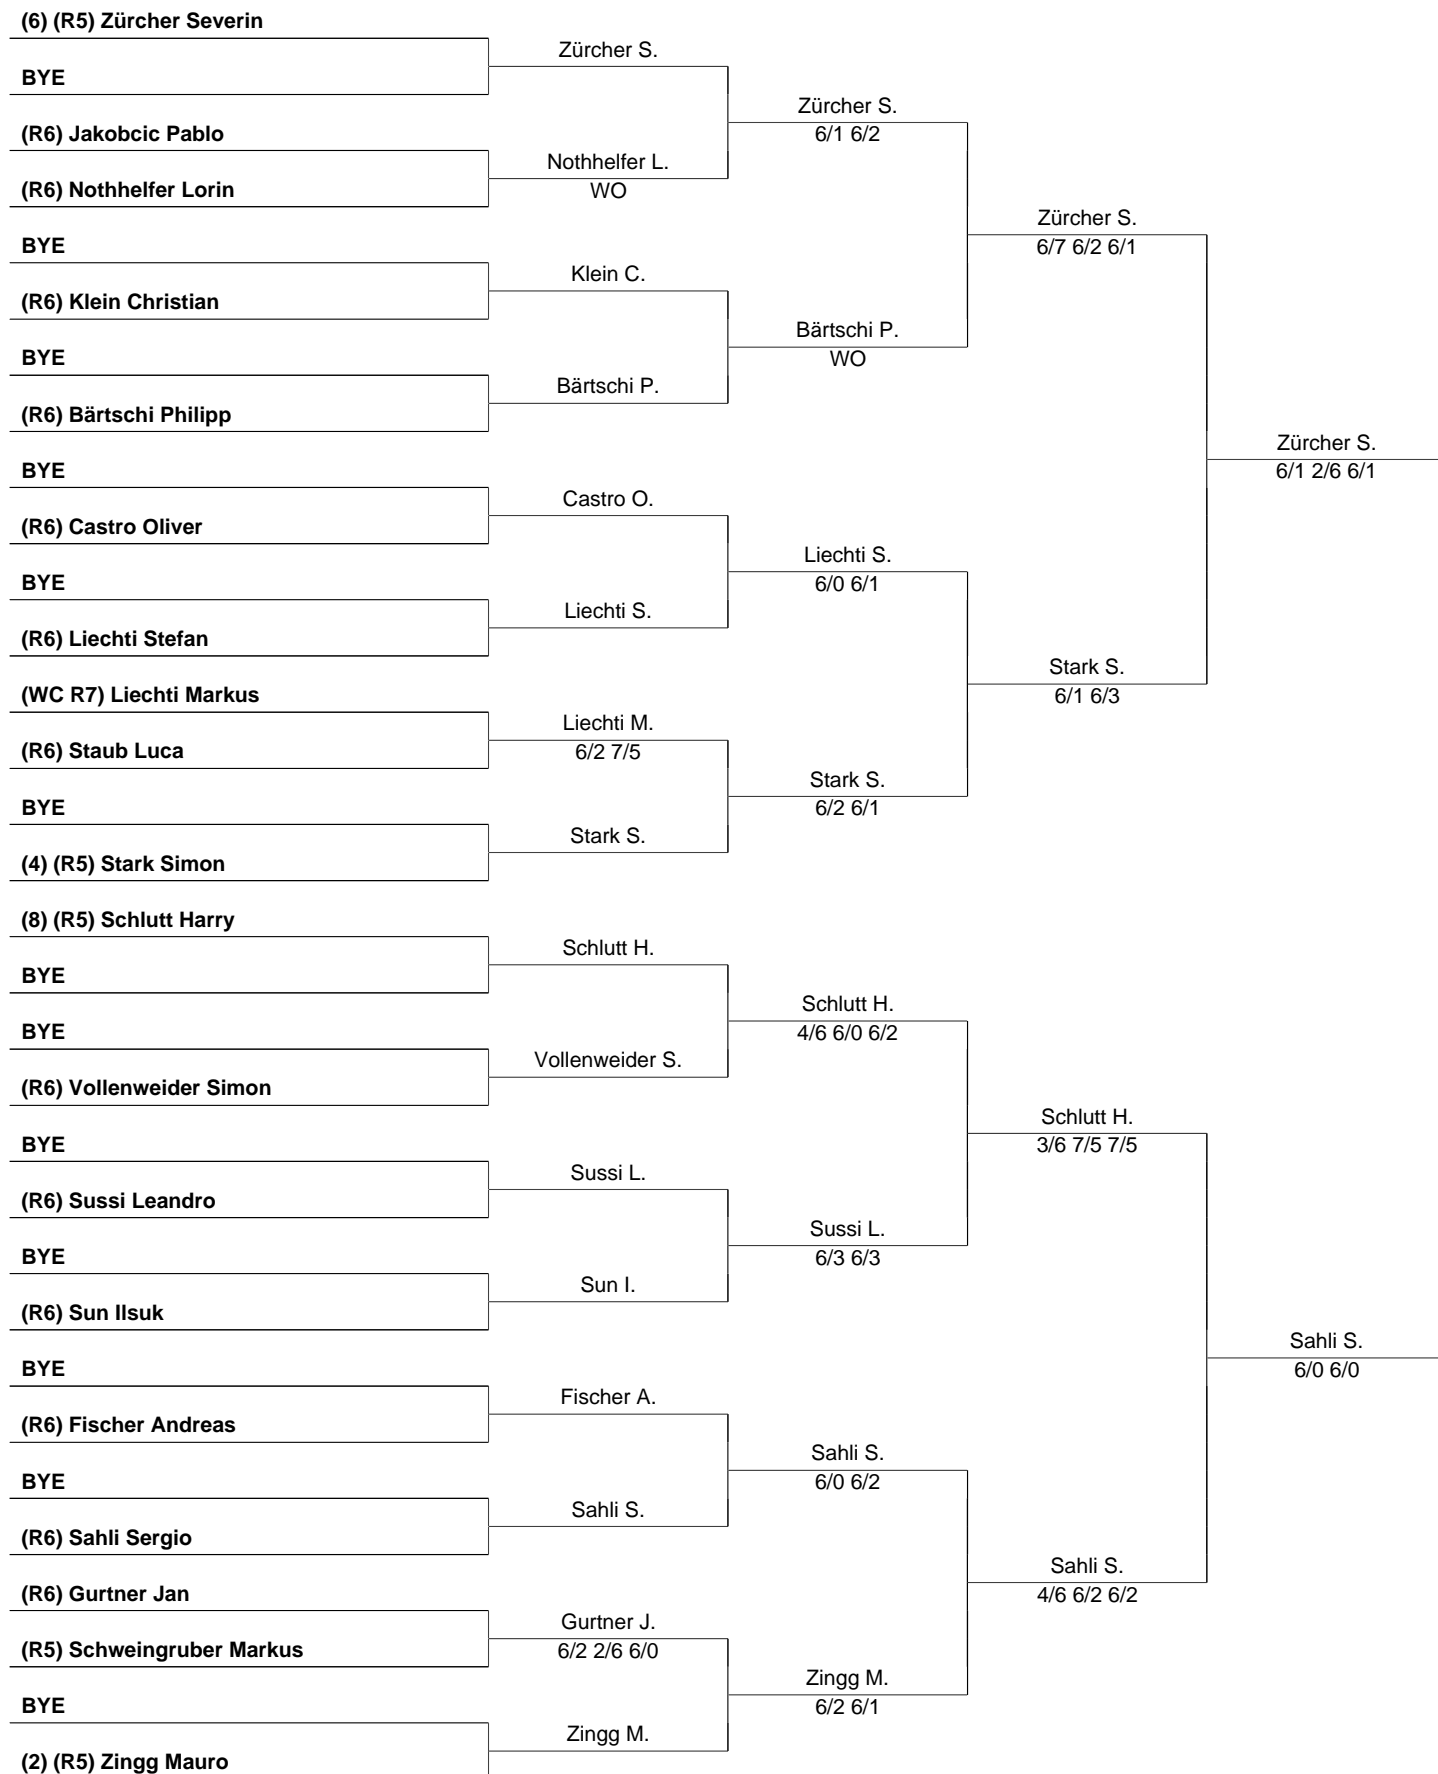 (6) (R5) Zürcher Severin
Zürcher S.
BYE
Zürcher S.
6/1 6/2
(R6) Jakobcic Pablo
Nothhelfer L.
WO
(R6) Nothhelfer Lorin
Zürcher S.
6/7 6/2 6/1
BYE
Klein C.
(R6) Klein Christian
Bärtschi P.
WO
BYE
Bärtschi P.
(R6) Bärtschi Philipp
Zürcher S.
6/1 2/6 6/1
BYE
Castro O.
(R6) Castro Oliver
Liechti S.
6/0 6/1
BYE
Liechti S.
(R6) Liechti Stefan
Stark S.
6/1 6/3
(WC R7) Liechti Markus
Liechti M.
6/2 7/5
(R6) Staub Luca
Stark S.
6/2 6/1
BYE
Stark S.
(4) (R5) Stark Simon
(8) (R5) Schlutt Harry
Schlutt H.
BYE
Schlutt H.
4/6 6/0 6/2
BYE
Vollenweider S.
(R6) Vollenweider Simon
Schlutt H.
3/6 7/5 7/5
BYE
Sussi L.
(R6) Sussi Leandro
Sussi L.
6/3 6/3
BYE
Sun I.
(R6) Sun Ilsuk
Sahli S.
6/0 6/0
BYE
Fischer A.
(R6) Fischer Andreas
Sahli S.
6/0 6/2
BYE
Sahli S.
(R6) Sahli Sergio
Sahli S.
4/6 6/2 6/2
(R6) Gurtner Jan
Gurtner J.
6/2 2/6 6/0
(R5) Schweingruber Markus
Zingg M.
6/2 6/1
BYE
Zingg M.
(2) (R5) Zingg Mauro